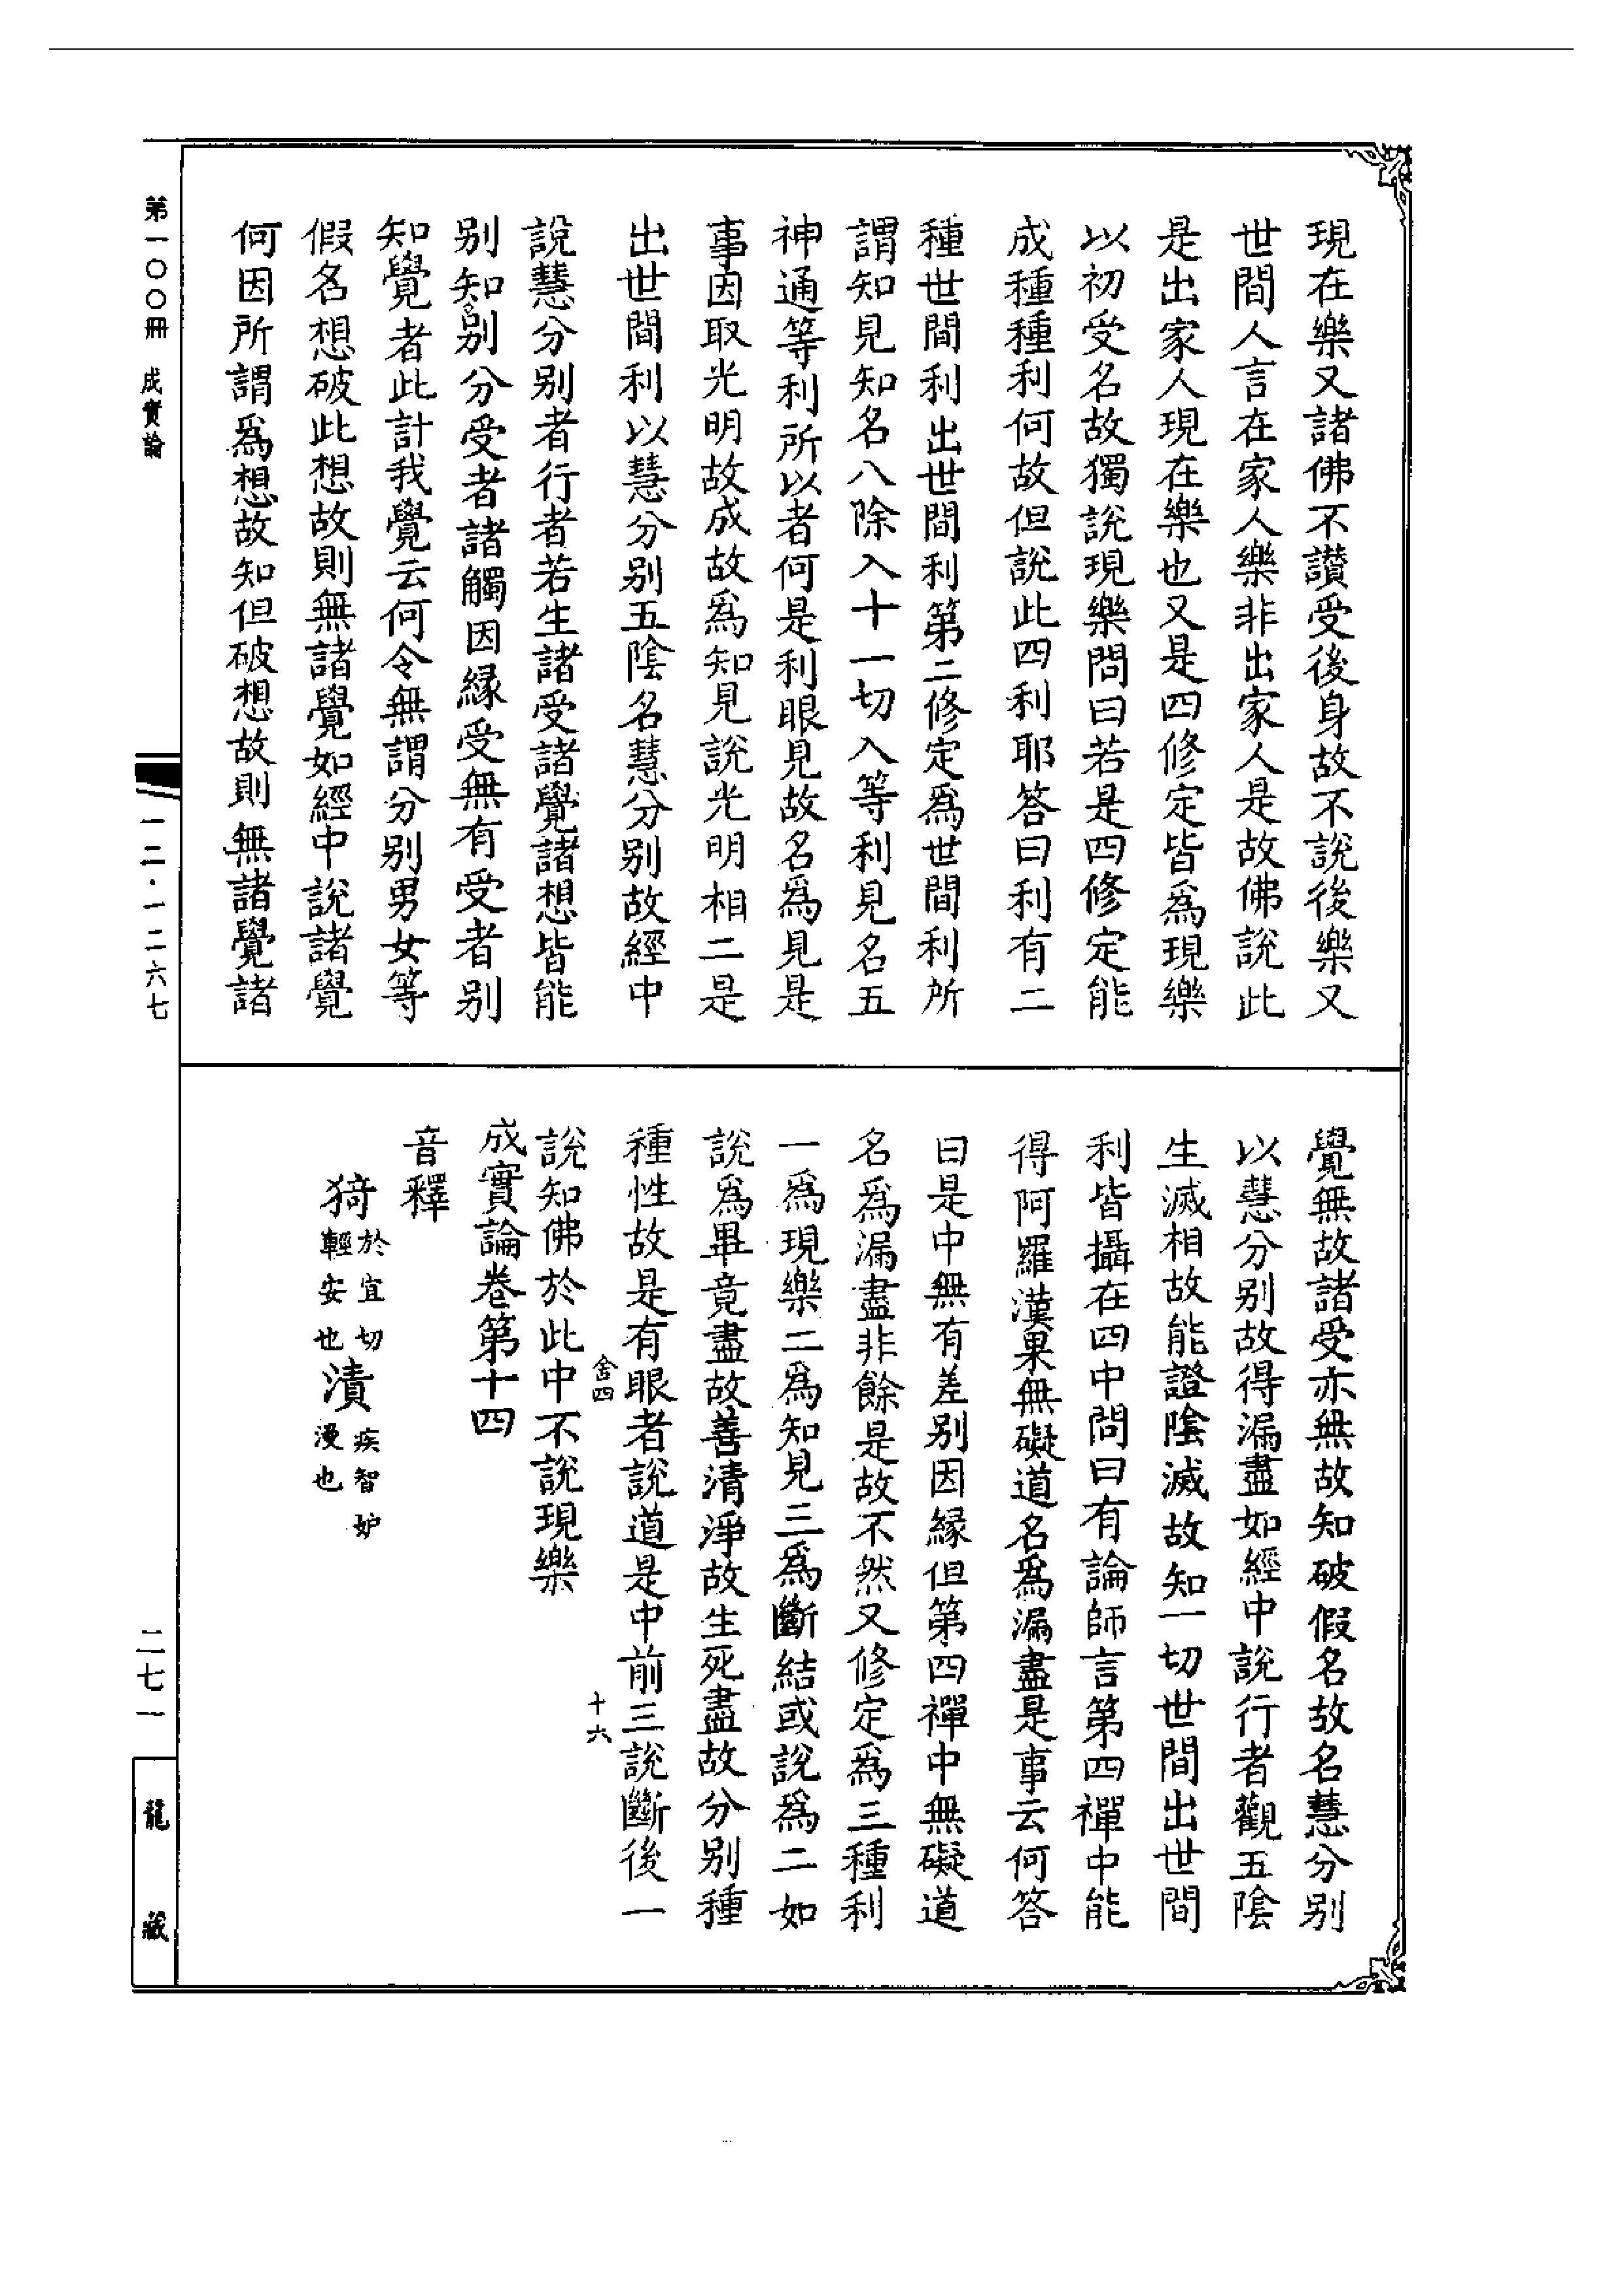 現在樂又諸佛不讚受後身故不說後樂又
世間人言在家人樂非出家人是故佛說此
是出家人現在樂也又是四修定皆為現樂
以初受名故獨說現樂問曰若是四修定能
成種種利何故但說此四利耶答曰利有二
種世間利出世間利第二修定為世間利所
謂知見知名八除入十一切入等利見名五
神通等利所以者何是利眼見故名為見是
事因取光明故成故為知見說光明相二是
出世間利以慧分別五陰名慧分別故經中
說慧分別者行者若生諸受諸覺諸想皆能
別知別分受者諸觸因緣受無有受者別
知覺者此計我覺云何令無謂分別男女等
假名想破此想故則無諸覺如經中說諸覺
何因所謂為想故知但破想故則無諸覺諸
覺無故諸受亦無故知破假名故名慧分別
以慧分別故得漏盡如經中說行者觀五陰
生滅相故能證陰滅故知一切世間出世間
利皆攝在四中問曰有論師言第四禪中能
得阿羅漢果無礙道名為漏盡是事云何答
曰是中無有差別因緣但第四禪中無礙道
名為漏盡非餘是故不然又修定為三種利
一為現樂二為知見三為斷結或說為二如
說為畢竟盡故善清淨故生死盡故分別種
種性故是有眼者說道是中前三說斷後一
舍四　十六
說知佛於此中不說現樂
成實論卷第十四
音釋
猗於宜切輕安也漬疾智切漫也
第一〇〇冊　成實論
一二·一二六七
二七一
龍藏